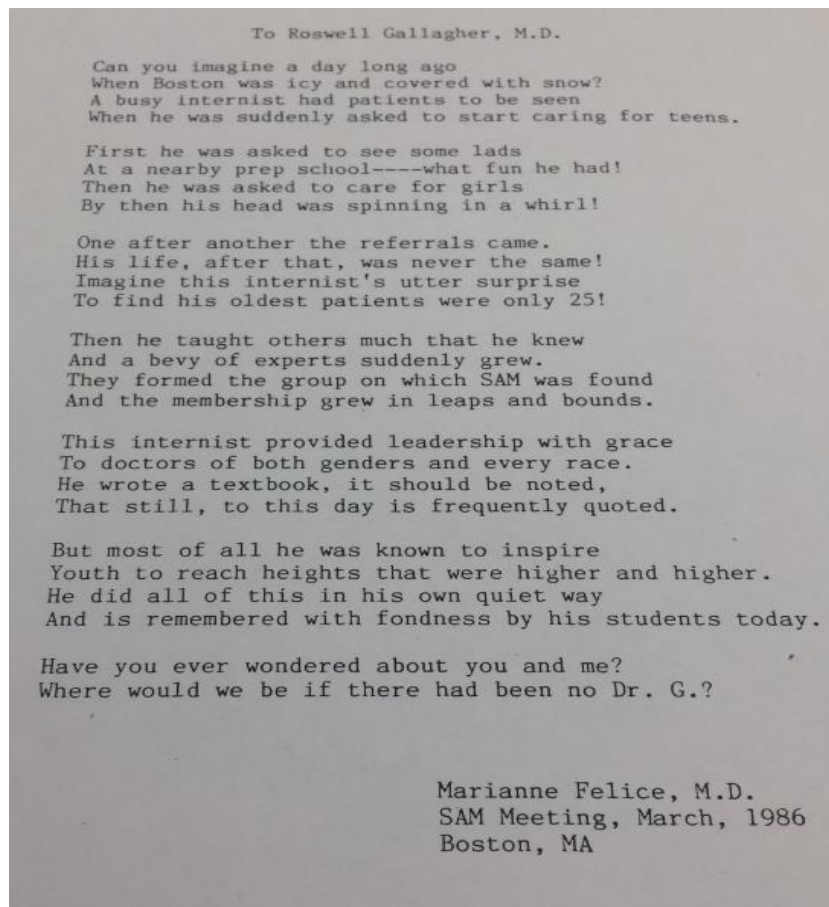 To Roswell Gallagher, M.D.
Can you imagine a day long ago
When Boston was icy and covered with snow?
A busy internist had patients to be seen
When he was suddenly asked to start caring for teens.
First he was asked to see some lads
At a nearby prep school----what fun he had!
Then he was asked to care for girls
By then his head was spinning in a whirl!
One after another the referrals came.
His life, after that, was never the same!
Imagine this internist's utter surprise
To find his oldest patients were only 25!
Then he taught others much that he knew
And a bevy of experts suddenly grew.
They formed the group on which SAM was found
And the membership grew in leaps and bounds.
This internist provided leadership with grace
To doctors of both genders and every race.
He wrote a textbook, it should be noted,
That still, to this day is frequently quoted.
But most of all he was known to inspire
Youth to reach heights that were higher and higher.
He did all of this in his own quiet way
And is remembered with fondness by his students today.
Have you ever wondered about you and me?
Where would we be if there had been no Dr. G.?
Marianne Felice, M.D.
SAM Meeting, March, 1986
Boston, MA